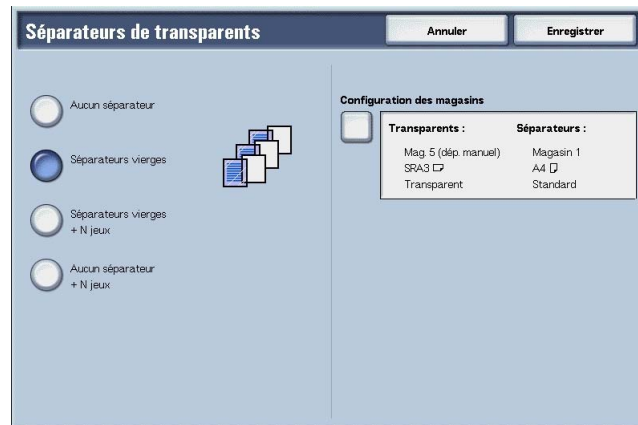 Séparateurs de transparents
Annuler
Enregistrer
Aucun séparateur
Séparateurs vierges
Séparateurs vierges
+ N jeux
Aucun séparateur
+ N jeux
Configuration des magasins
Transparents : Séparateurs :
Mag. 5 (dép. manuel) Magasin 1
SRA3 A4
Transparent Standard